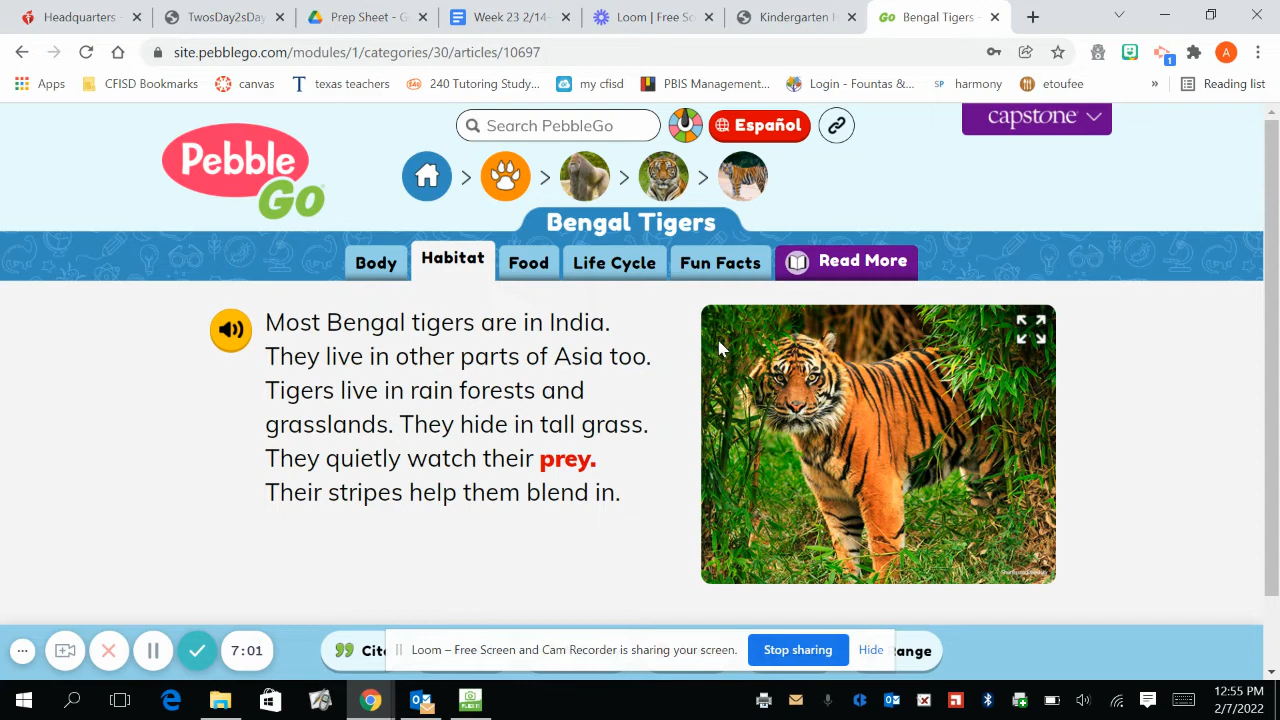 Headquarters -
TwosDay2sDay
Prep Sheet - G
Week 23 2/14-
Loom | Free Sc
Kindergarten
Bengal Tigers -
site.pebblego.com/modules/1/categories/30/articles/10697
A
1
Apps
CFISD Bookmarks
canvas
texas teachers
240 Tutoring Study...
my cfisd
PBIS Management...
Login - Fountas &...
SP harmony
etoufee
»
Reading list
Pebble
Go
Search PebbleGo
Español
capstone
Bengal Tigers
Body
Habitat
Food
Life Cycle
Fun Facts
Read More
Most Bengal tigers are in India.
They live in other parts of Asia too.
Tigers live in rain forests and
grasslands. They hide in tall grass.
They quietly watch their prey.
Their stripes help them blend in.
7:01
Loom – Free Screen and Cam Recorder is sharing your screen.
Stop sharing
Hide
12:55 PM
2/7/2022